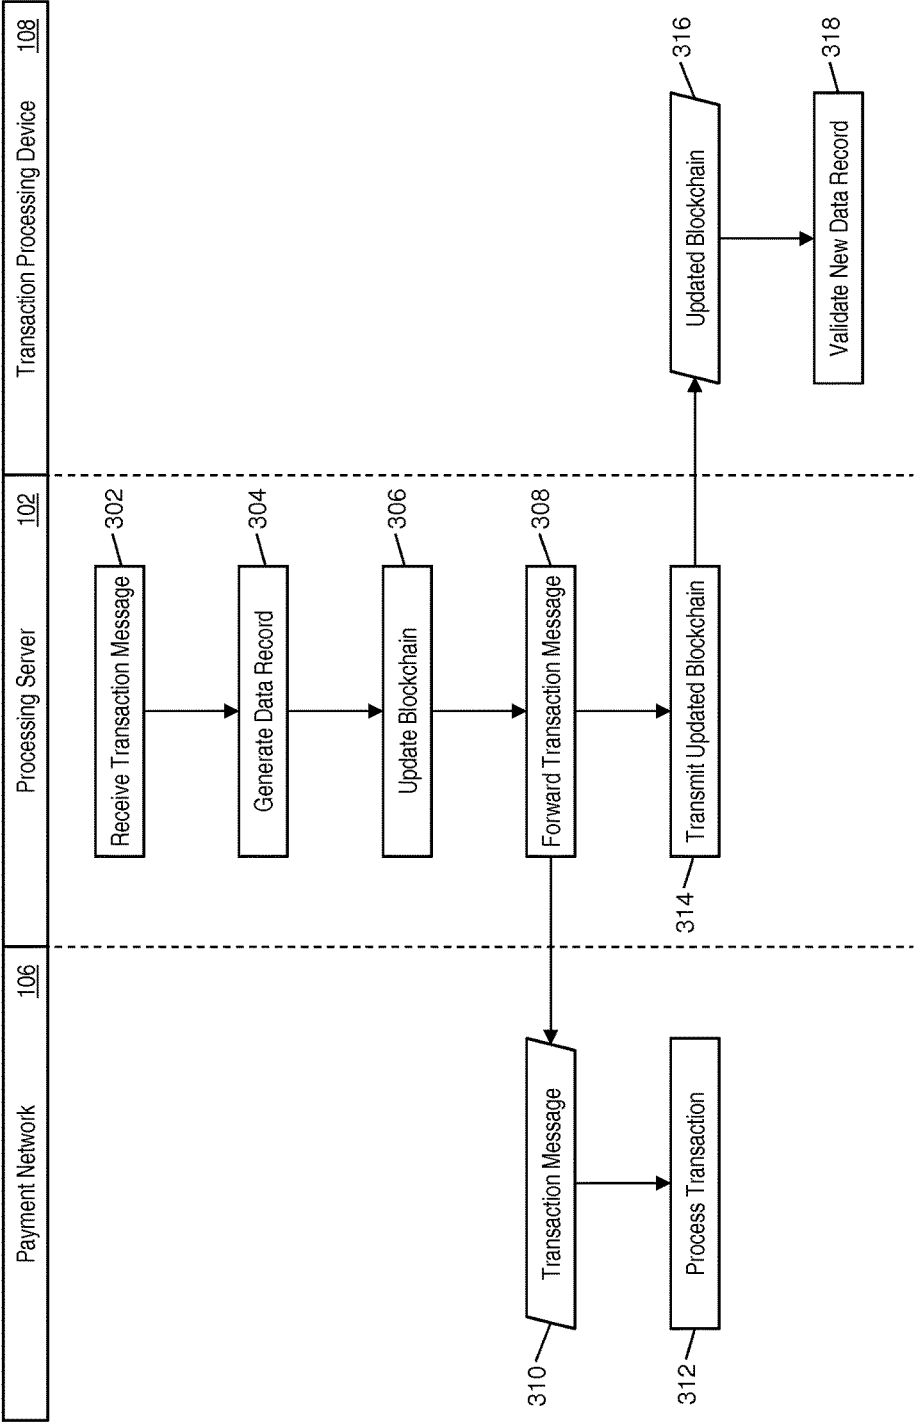 Payment Network 106
Processing Server 102
Transaction Processing Device 108
Receive Transaction Message
302
Generate Data Record
304
Update Blockchain
306
Forward Transaction Message
308
310
Transaction Message
312
Process Transaction
314
Transmit Updated Blockchain
Updated Blockchain
316
Validate New Data Record
318